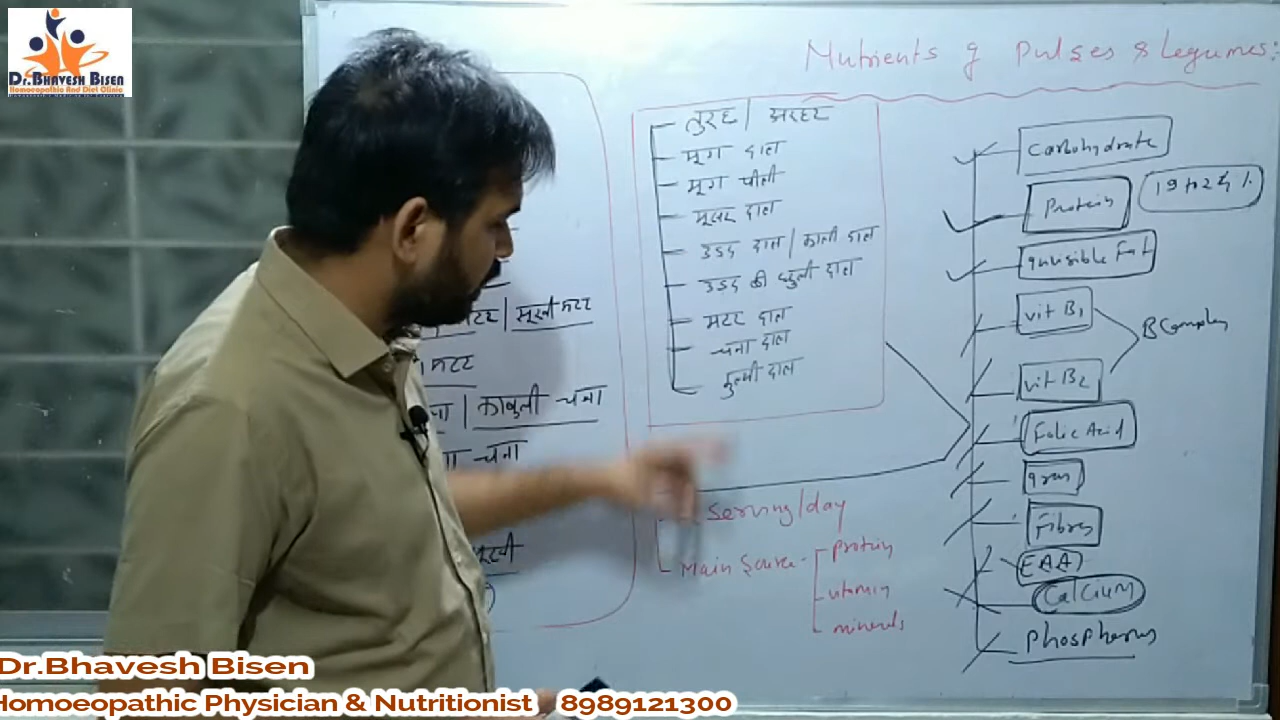 Dr.Bhavesh Bisen
Homoeopathic And Diet Clinic
Nutrients of Pulses & Legumes:
तुरह / अरहर
मूंग दाल
मूंग पीली
मसूर दाल
उड़द दाल / काली दाल
उड़द की धुली दाल
मटर दाल
चना दाल
कुल्थी दाल
मटर / सूखी मटर
मटर
काबुली चना
चना
serving/day
Main Source
protein
vitamin
minerals
Carbohydrate
Protein 19 to 24 %
invisible Fat
vit B1
B Complex
vit B2
Folic Acid
Iron
Fibres
EAA
Calcium
Phosphorus
Dr.Bhavesh Bisen
Homoeopathic Physician & Nutritionist 8989121300